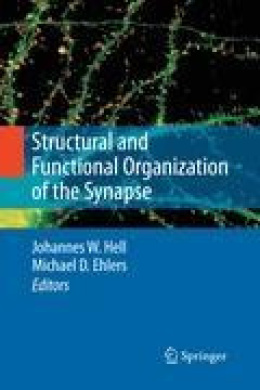 Structural and
Functional Organization
of the Synapse
Johannes W. Hell
Michael D. Ehlers
Editors
Springer